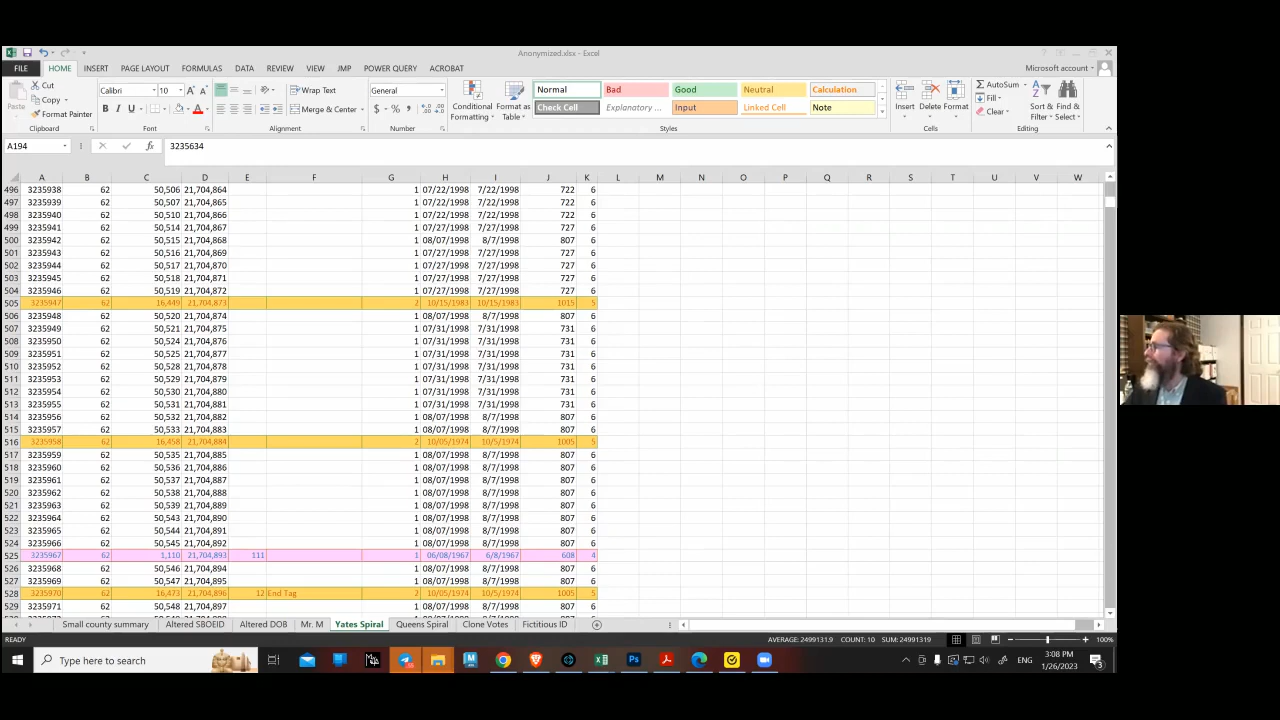 Anonymized.xlsx - Excel
FILE HOME INSERT PAGE LAYOUT FORMULAS DATA REVIEW VIEW JMP POWER QUERY ACROBAT Microsoft account
Cut Calibri 10 Wrap Text General Normal Bad Good Neutral Calculation AutoSum
Paste Copy Conditional Formatting Format as Table Insert Delete Format Fill Sort & Filter Find & Select
Format Painter Merge & Center Check Cell Explanatory ... Input Linked Cell Note Clear
Clipboard Font Alignment Number Styles Cells Editing
A194 fx 3235634
A B C D E F G H I J K L M N O P Q R S T U V W
496 3235938 62 50,506 21,704,864 1 07/22/1998 7/22/1998 722 6
497 3235939 62 50,507 21,704,865 1 07/22/1998 7/22/1998 722 6
498 3235940 62 50,510 21,704,866 1 07/22/1998 7/22/1998 722 6
499 3235941 62 50,514 21,704,867 1 07/27/1998 7/27/1998 727 6
500 3235942 62 50,515 21,704,868 1 08/07/1998 8/7/1998 807 6
501 3235943 62 50,516 21,704,869 1 07/27/1998 7/27/1998 727 6
502 3235944 62 50,517 21,704,870 1 07/27/1998 7/27/1998 727 6
503 3235945 62 50,518 21,704,871 1 07/27/1998 7/27/1998 727 6
504 3235946 62 50,519 21,704,872 1 07/27/1998 7/27/1998 727 6
505 3235947 62 16,449 21,704,873 2 10/15/1983 10/15/1983 1015 5
506 3235948 62 50,520 21,704,874 1 08/07/1998 8/7/1998 807 6
507 3235949 62 50,521 21,704,875 1 07/31/1998 7/31/1998 731 6
508 3235950 62 50,524 21,704,876 1 07/31/1998 7/31/1998 731 6
509 3235951 62 50,525 21,704,877 1 07/31/1998 7/31/1998 731 6
510 3235952 62 50,528 21,704,878 1 07/31/1998 7/31/1998 731 6
511 3235953 62 50,529 21,704,879 1 07/31/1998 7/31/1998 731 6
512 3235954 62 50,530 21,704,880 1 07/31/1998 7/31/1998 731 6
513 3235955 62 50,531 21,704,881 1 07/31/1998 7/31/1998 731 6
514 3235956 62 50,532 21,704,882 1 08/07/1998 8/7/1998 807 6
515 3235957 62 50,533 21,704,883 1 08/07/1998 8/7/1998 807 6
516 3235958 62 16,458 21,704,884 2 10/05/1974 10/5/1974 1005 5
517 3235959 62 50,535 21,704,885 1 08/07/1998 8/7/1998 807 6
518 3235960 62 50,536 21,704,886 1 08/07/1998 8/7/1998 807 6
519 3235961 62 50,537 21,704,887 1 08/07/1998 8/7/1998 807 6
520 3235962 62 50,538 21,704,888 1 08/07/1998 8/7/1998 807 6
521 3235963 62 50,539 21,704,889 1 08/07/1998 8/7/1998 807 6
522 3235964 62 50,543 21,704,890 1 08/07/1998 8/7/1998 807 6
523 3235965 62 50,544 21,704,891 1 08/07/1998 8/7/1998 807 6
524 3235966 62 50,545 21,704,892 1 08/07/1998 8/7/1998 807 6
525 3235967 62 1,110 21,704,893 111 1 06/08/1967 6/8/1967 608 4
526 3235968 62 50,546 21,704,894 1 08/07/1998 8/7/1998 807 6
527 3235969 62 50,547 21,704,895 1 08/07/1998 8/7/1998 807 6
528 3235970 62 16,473 21,704,896 12 End Tag 2 10/05/1974 10/5/1974 1005 5
529 3235971 62 50,548 21,704,897 1 08/07/1998 8/7/1998 807 6
Small county summary Altered SBOEID Altered DOB Mr. M Yates Spiral Queens Spiral Clone Votes Fictitious ID
READY AVERAGE: 2499131.9 COUNT: 10 SUM: 24991319 100%
Type here to search ENG 3:08 PM
1/26/2023